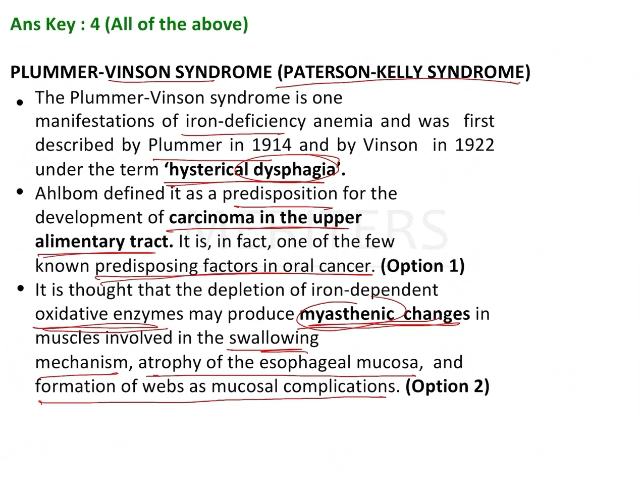 Ans Key : 4 (All of the above)
PLUMMER-VINSON SYNDROME (PATERSON-KELLY SYNDROME)
• The Plummer-Vinson syndrome is one
manifestations of iron-deficiency anemia and was first
described by Plummer in 1914 and by Vinson in 1922
under the term ‘hysterical dysphagia’.
• Ahlbom defined it as a predisposition for the
development of carcinoma in the upper
alimentary tract. It is, in fact, one of the few
known predisposing factors in oral cancer. (Option 1)
• It is thought that the depletion of iron-dependent
oxidative enzymes may produce myasthenic changes in
muscles involved in the swallowing
mechanism, atrophy of the esophageal mucosa, and
formation of webs as mucosal complications. (Option 2)